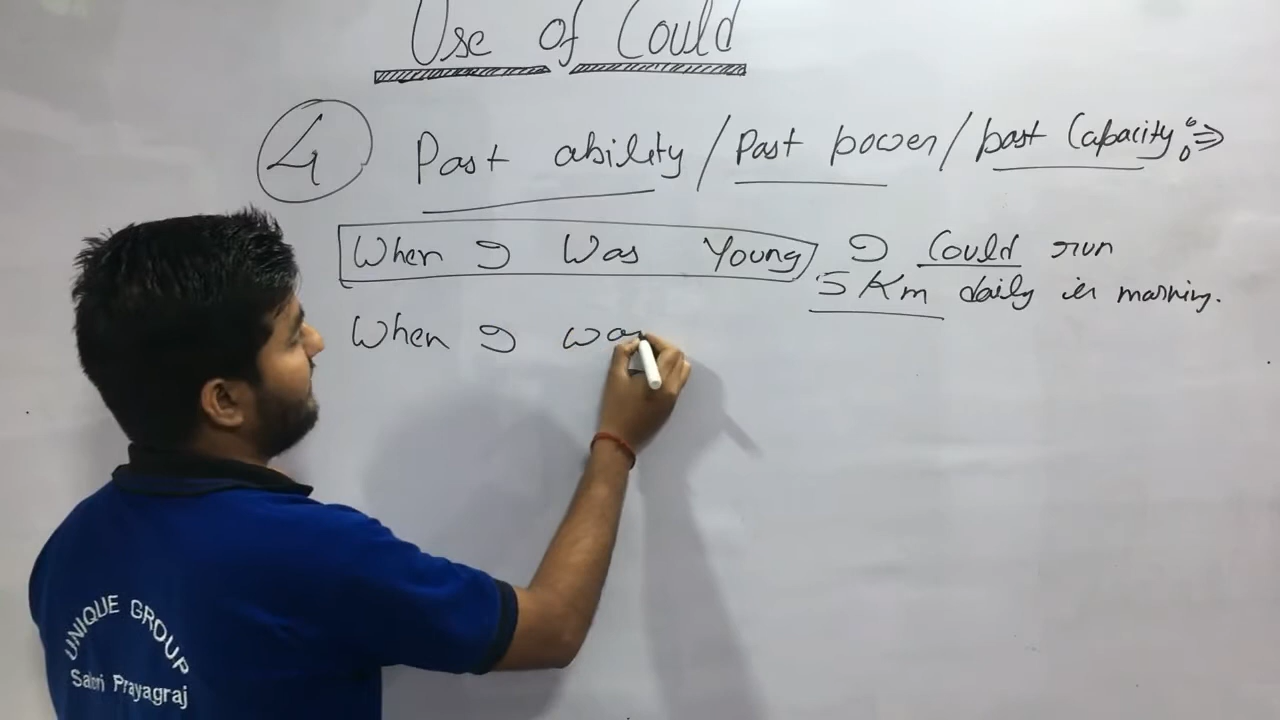 Use of Could
4 Past ability / Past power / past Capacity :⇒
When I Was Young I Could run
5 Km daily in morning.
When I was
UNIQUE GROUP
Prayagraj